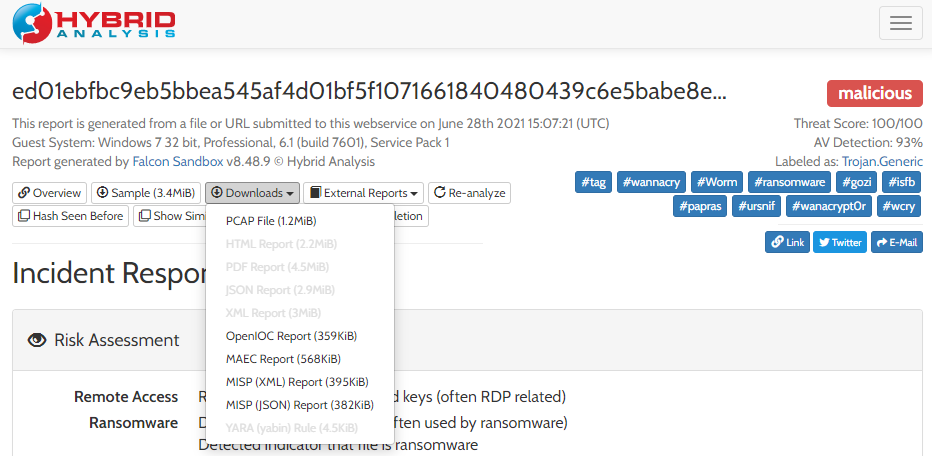 HYBRID
ANALYSIS
ed01ebfbc9eb5bbea545af4d01bf5f1071661840480439c6e5babe8e...
malicious
This report is generated from a file or URL submitted to this webservice on June 28th 2021 15:07:21 (UTC)
Threat Score: 100/100
Guest System: Windows 7 32 bit, Professional, 6.1 (build 7601), Service Pack 1
AV Detection: 93%
Report generated by Falcon Sandbox v8.48.9 © Hybrid Analysis
Labeled as: Trojan.Generic
Overview Sample (3.4MiB) Downloads External Reports Re-analyze
#tag #wannacry #Worm #ransomware #gozi #isfb
Hash Seen Before Show Sim letion
#papras #ursnif #wanacrypt0r #wcry
PCAP File (1.2MiB)
HTML Report (2.2MiB)
PDF Report (4.5MiB)
JSON Report (2.9MiB)
XML Report (3MiB)
OpenIOC Report (359KiB)
MAEC Report (568KiB)
MISP (XML) Report (395KiB)
MISP (JSON) Report (382KiB)
YARA (yabin) Rule (4.5KiB)
Link Twitter E-Mail
Incident Respo
Risk Assessment
Remote Access R d keys (often RDP related)
Ransomware D ften used by ransomware)
Detected indicator that file is ransomware